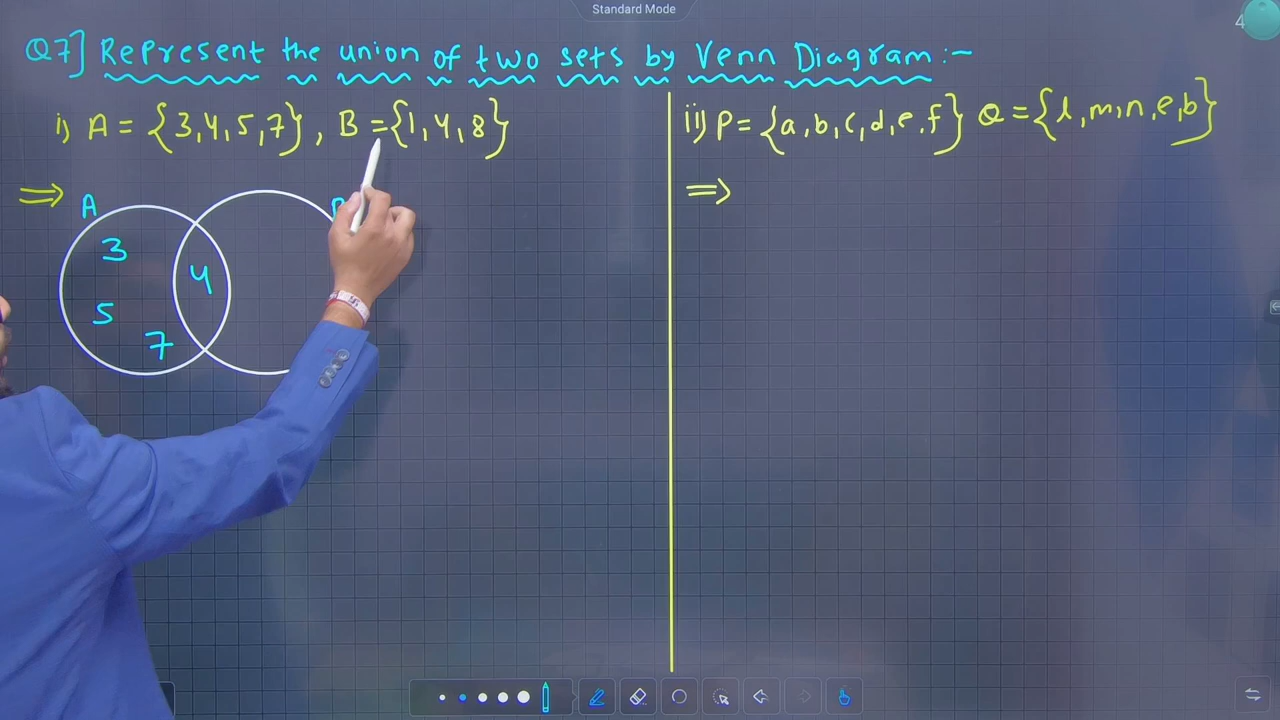 Standard Mode
4
Q7] Represent the union of two sets by Venn Diagram:-
i) A = {3,4,5,7}, B = {1,4,8}
ii) P = {a,b,c,d,e,f} Q = {l,m,n,e,b}
⇒
A
3
4
5
7
⇒